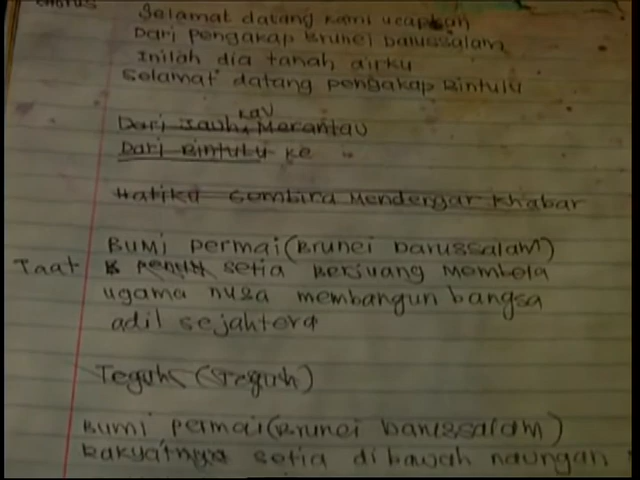 Chorus
Selamat datang kami ucapkan
Dari pengakap Brunei Darussalam
Inilah dia tanah airku
Selamat datang pengakap Bintulu
kau
Dari Jauh Merantau
Dari Bintulu ke "
Hatiku Gembira Mendengar Khabar
Bumi permai (Brunei Darussalam)
Taat & penuh setia Bersuang Membela
ugama nusa membangun bangsa
adil sejahtera
Teguh (Teguh)
Bumi permai (Brunei Darussalam)
Rakyatnya setia dibawah naungan